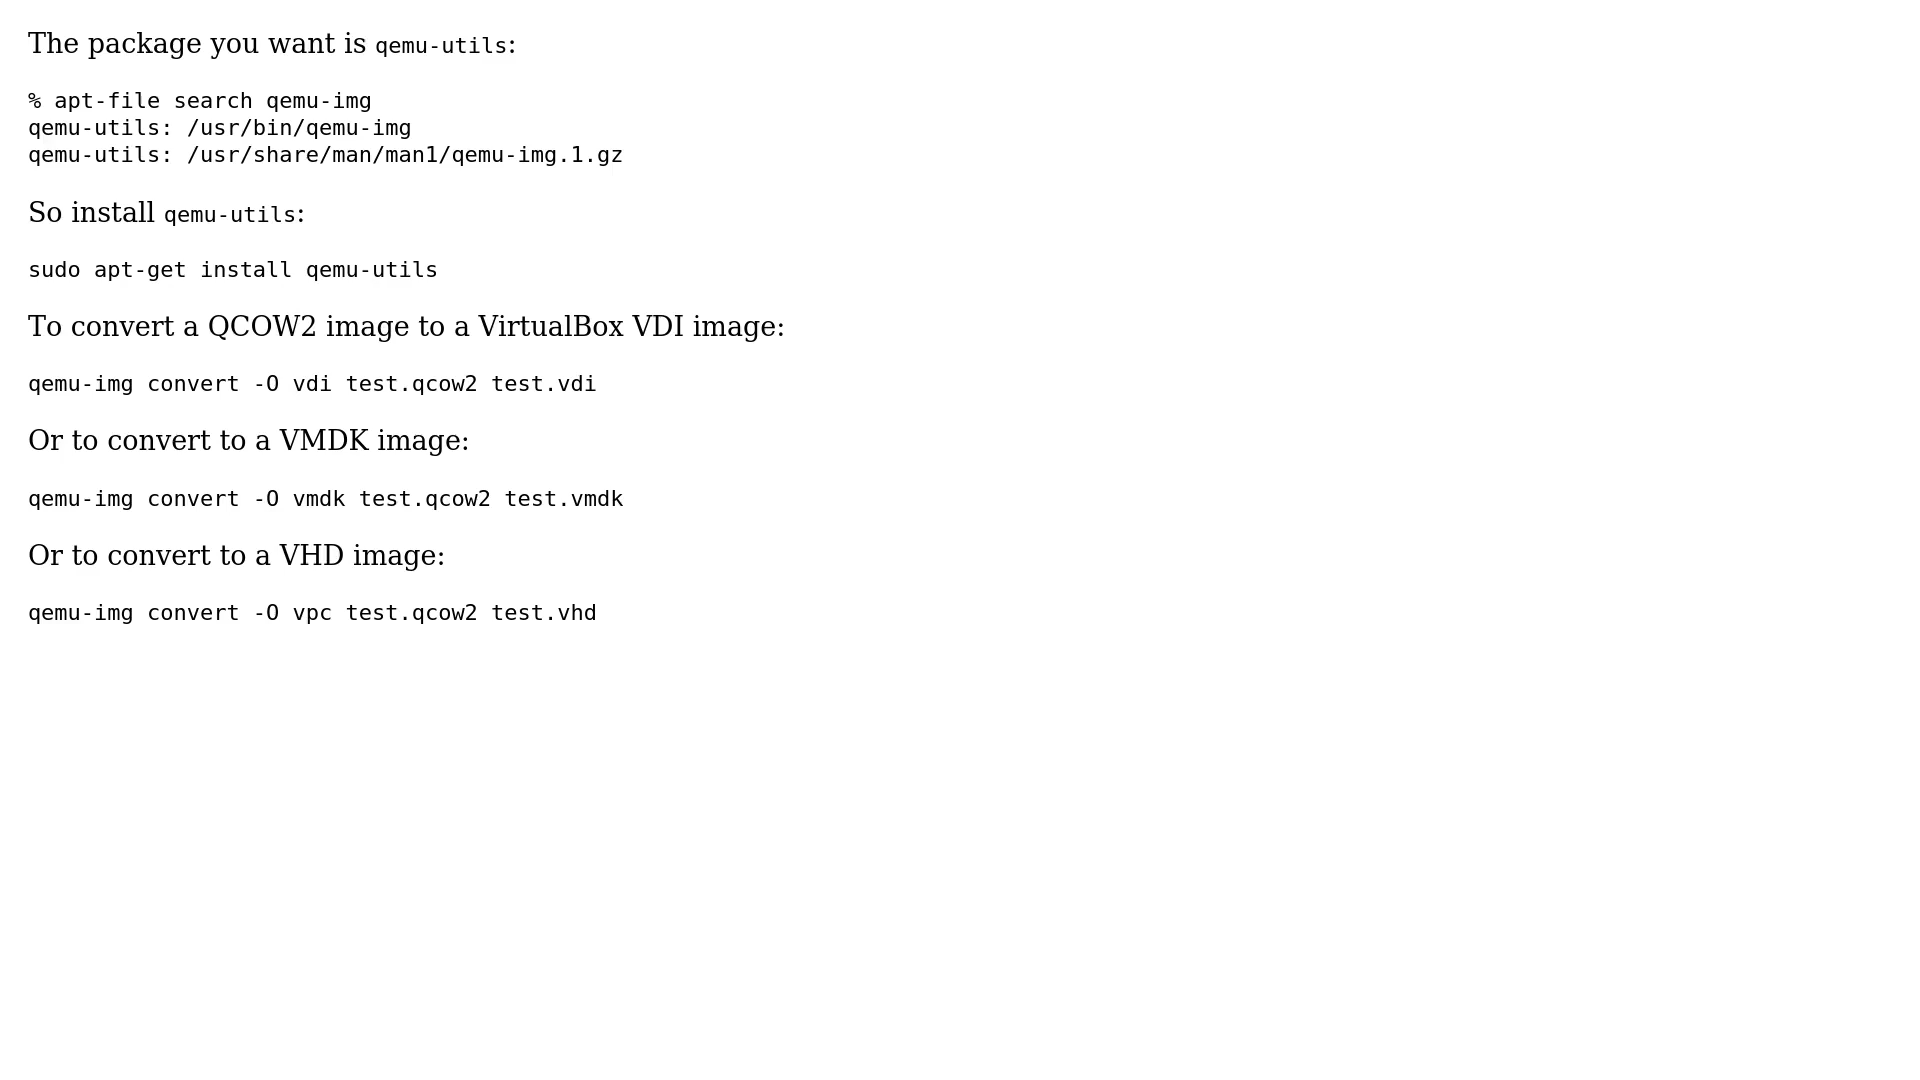 The package you want is qemu-utils:
% apt-file search qemu-img
qemu-utils: /usr/bin/qemu-img
qemu-utils: /usr/share/man/man1/qemu-img.1.gz
So install qemu-utils:
sudo apt-get install qemu-utils
To convert a QCOW2 image to a VirtualBox VDI image:
qemu-img convert -O vdi test.qcow2 test.vdi
Or to convert to a VMDK image:
qemu-img convert -O vmdk test.qcow2 test.vmdk
Or to convert to a VHD image:
qemu-img convert -O vpc test.qcow2 test.vhd